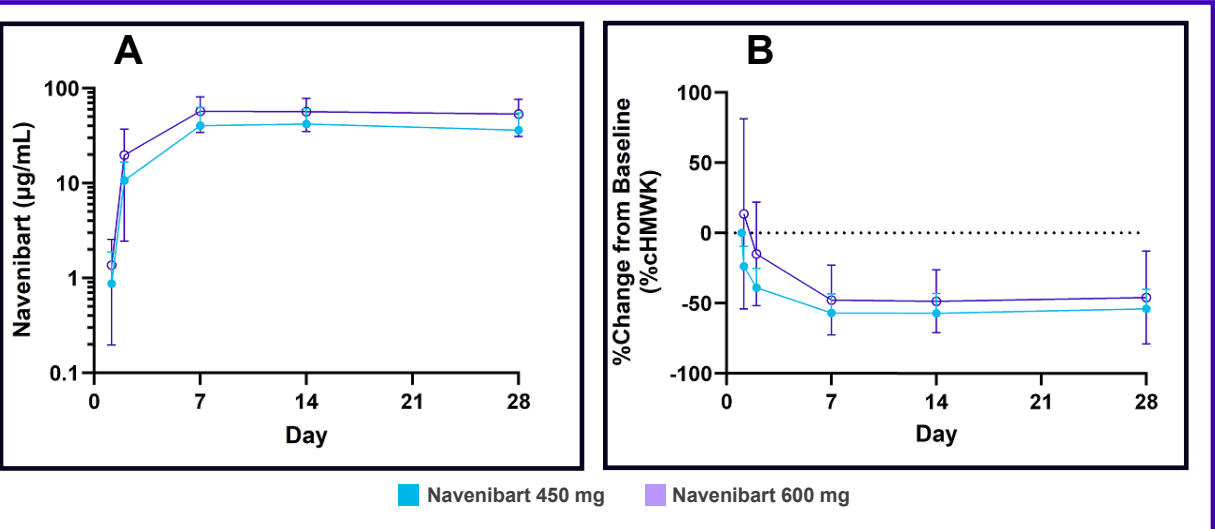 A
Navenibart (μg/mL)
100
10
1
0.1
0 7 14 21 28
Day
B
%Change from Baseline
(%cHMWK)
100
50
0
-50
-100
0 7 14 21 28
Day
Navenibart 450 mg
Navenibart 600 mg